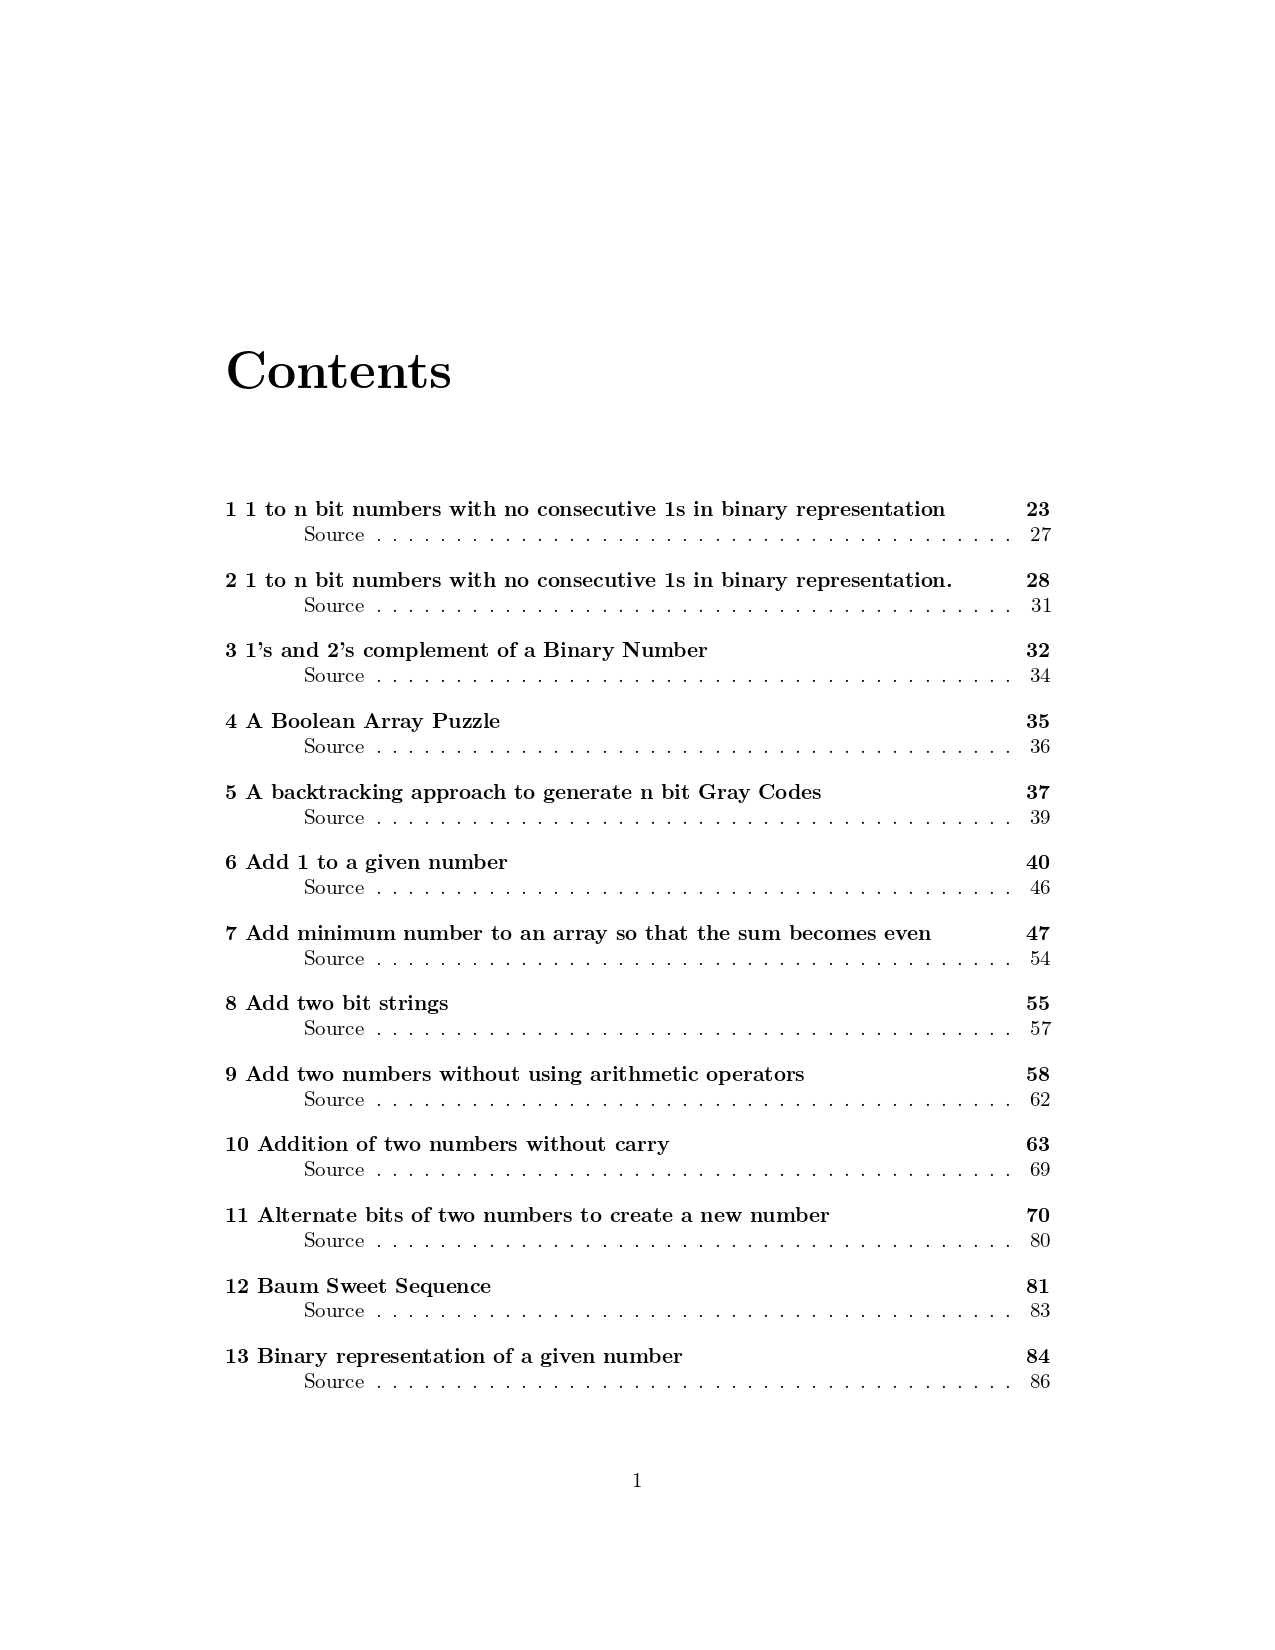 Contents
1 1 to n bit numbers with no consecutive 1s in binary representation 23
Source . . . . . . . . . . . . . . . . . . . . . . . . . . . . . . . . . . . . . . . . 27
2 1 to n bit numbers with no consecutive 1s in binary representation. 28
Source . . . . . . . . . . . . . . . . . . . . . . . . . . . . . . . . . . . . . . . . 31
3 1’s and 2’s complement of a Binary Number 32
Source . . . . . . . . . . . . . . . . . . . . . . . . . . . . . . . . . . . . . . . . 34
4 A Boolean Array Puzzle 35
Source . . . . . . . . . . . . . . . . . . . . . . . . . . . . . . . . . . . . . . . . 36
5 A backtracking approach to generate n bit Gray Codes 37
Source . . . . . . . . . . . . . . . . . . . . . . . . . . . . . . . . . . . . . . . . 39
6 Add 1 to a given number 40
Source . . . . . . . . . . . . . . . . . . . . . . . . . . . . . . . . . . . . . . . . 46
7 Add minimum number to an array so that the sum becomes even 47
Source . . . . . . . . . . . . . . . . . . . . . . . . . . . . . . . . . . . . . . . . 54
8 Add two bit strings 55
Source . . . . . . . . . . . . . . . . . . . . . . . . . . . . . . . . . . . . . . . . 57
9 Add two numbers without using arithmetic operators 58
Source . . . . . . . . . . . . . . . . . . . . . . . . . . . . . . . . . . . . . . . . 62
10 Addition of two numbers without carry 63
Source . . . . . . . . . . . . . . . . . . . . . . . . . . . . . . . . . . . . . . . . 69
11 Alternate bits of two numbers to create a new number 70
Source . . . . . . . . . . . . . . . . . . . . . . . . . . . . . . . . . . . . . . . . 80
12 Baum Sweet Sequence 81
Source . . . . . . . . . . . . . . . . . . . . . . . . . . . . . . . . . . . . . . . . 83
13 Binary representation of a given number 84
Source . . . . . . . . . . . . . . . . . . . . . . . . . . . . . . . . . . . . . . . . 86
1